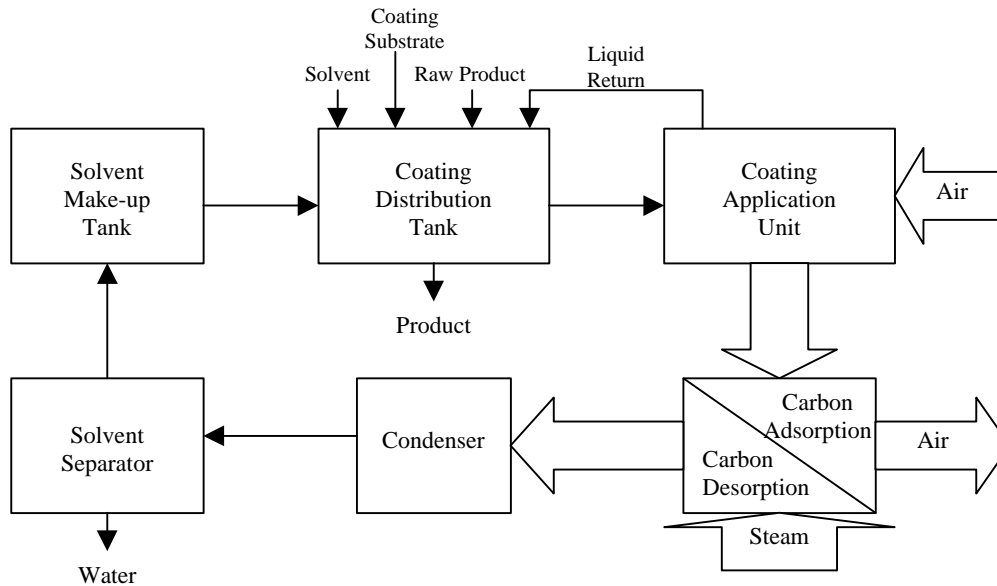 Coating
Substrate
Solvent
Raw Product
Liquid
Return
Solvent
Make-up
Tank
Coating
Distribution
Tank
Coating
Application
Unit
Air
Product
Solvent
Separator
Condenser
Carbon
Adsorption
Carbon
Desorption
Air
Steam
Water